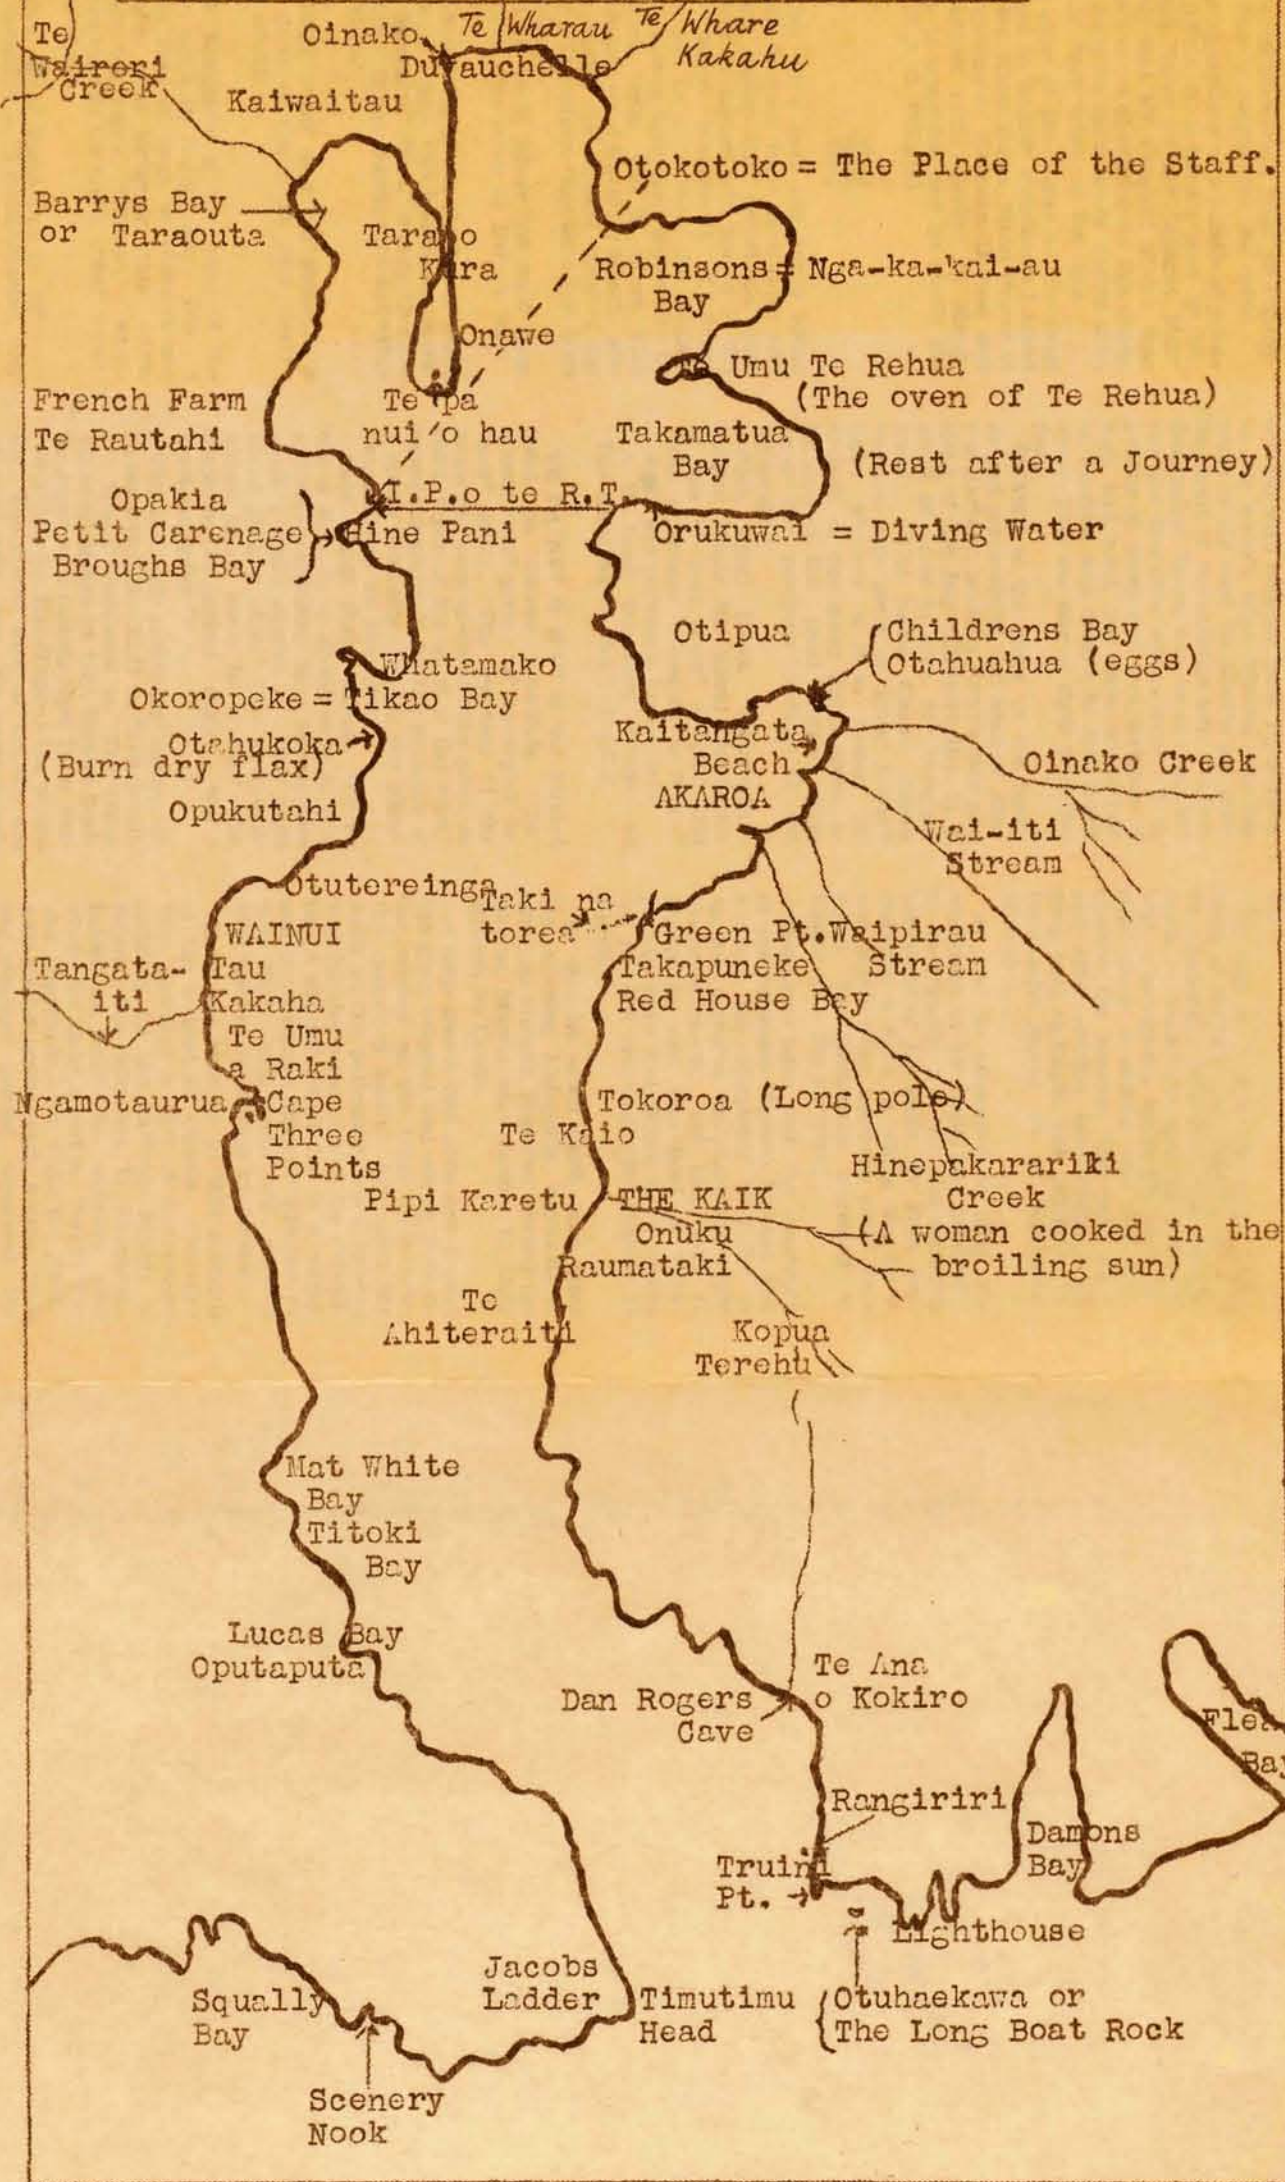 Te
Wairori
Creek
Oinako
Te Wharau
Te Whare
Kakahu
Duvauchelle
Kaiwaitau
Otokotoko = The Place of the Staff.
Barrys Bay
or Taraouta
Tarapo
Kura
Robinsons = Nga-ka-kai-au
Bay
Onawe
Te Umu Te Rehua
(The oven of Te Rehua)
French Farm
Te Rautahi
Te pa
nui o hau
Takamatua
Bay
(Rest after a Journey)
I.P.o te R.T.
Opakia
Petit Carenage
Broughs Bay
Hine Pani
Orukuwai = Diving Water
Otipua
Childrens Bay
Otahuahua (eggs)
Whatamako
Okoropeke = Tikao Bay
Otahukoka
(Burn dry flax)
Kaitangata
Beach
AKAROA
Oinako Creek
Opukutahi
Wai-iti
Stream
Otutereinga
Taki na
torea
WAINUI
Green Pt.
Waipirau
Stream
Tangata-
iti
Tau
Kakaha
Takapuneke
Red House Bay
Te Umu
a Raki
Ngamotaurua
Cape
Three
Points
Tokoroa (Long pole)
Te Kaio
Hinepakarariki
Creek
(A woman cooked in the
broiling sun)
Pipi Karetu
THE KAIK
Onuku
Raumataki
Te
Ahiteraiti
Kopua
Terehu
Mat White
Bay
Titoki
Bay
Lucas Bay
Oputaputa
Te Ana
o Kokiro
Dan Rogers
Cave
Flea
Bay
Rangiriri
Damons
Bay
Truini
Pt.
Lighthouse
Jacobs
Ladder
Squally
Bay
Timutimu
Head
Otuhaekawa or
The Long Boat Rock
Scenery
Nook